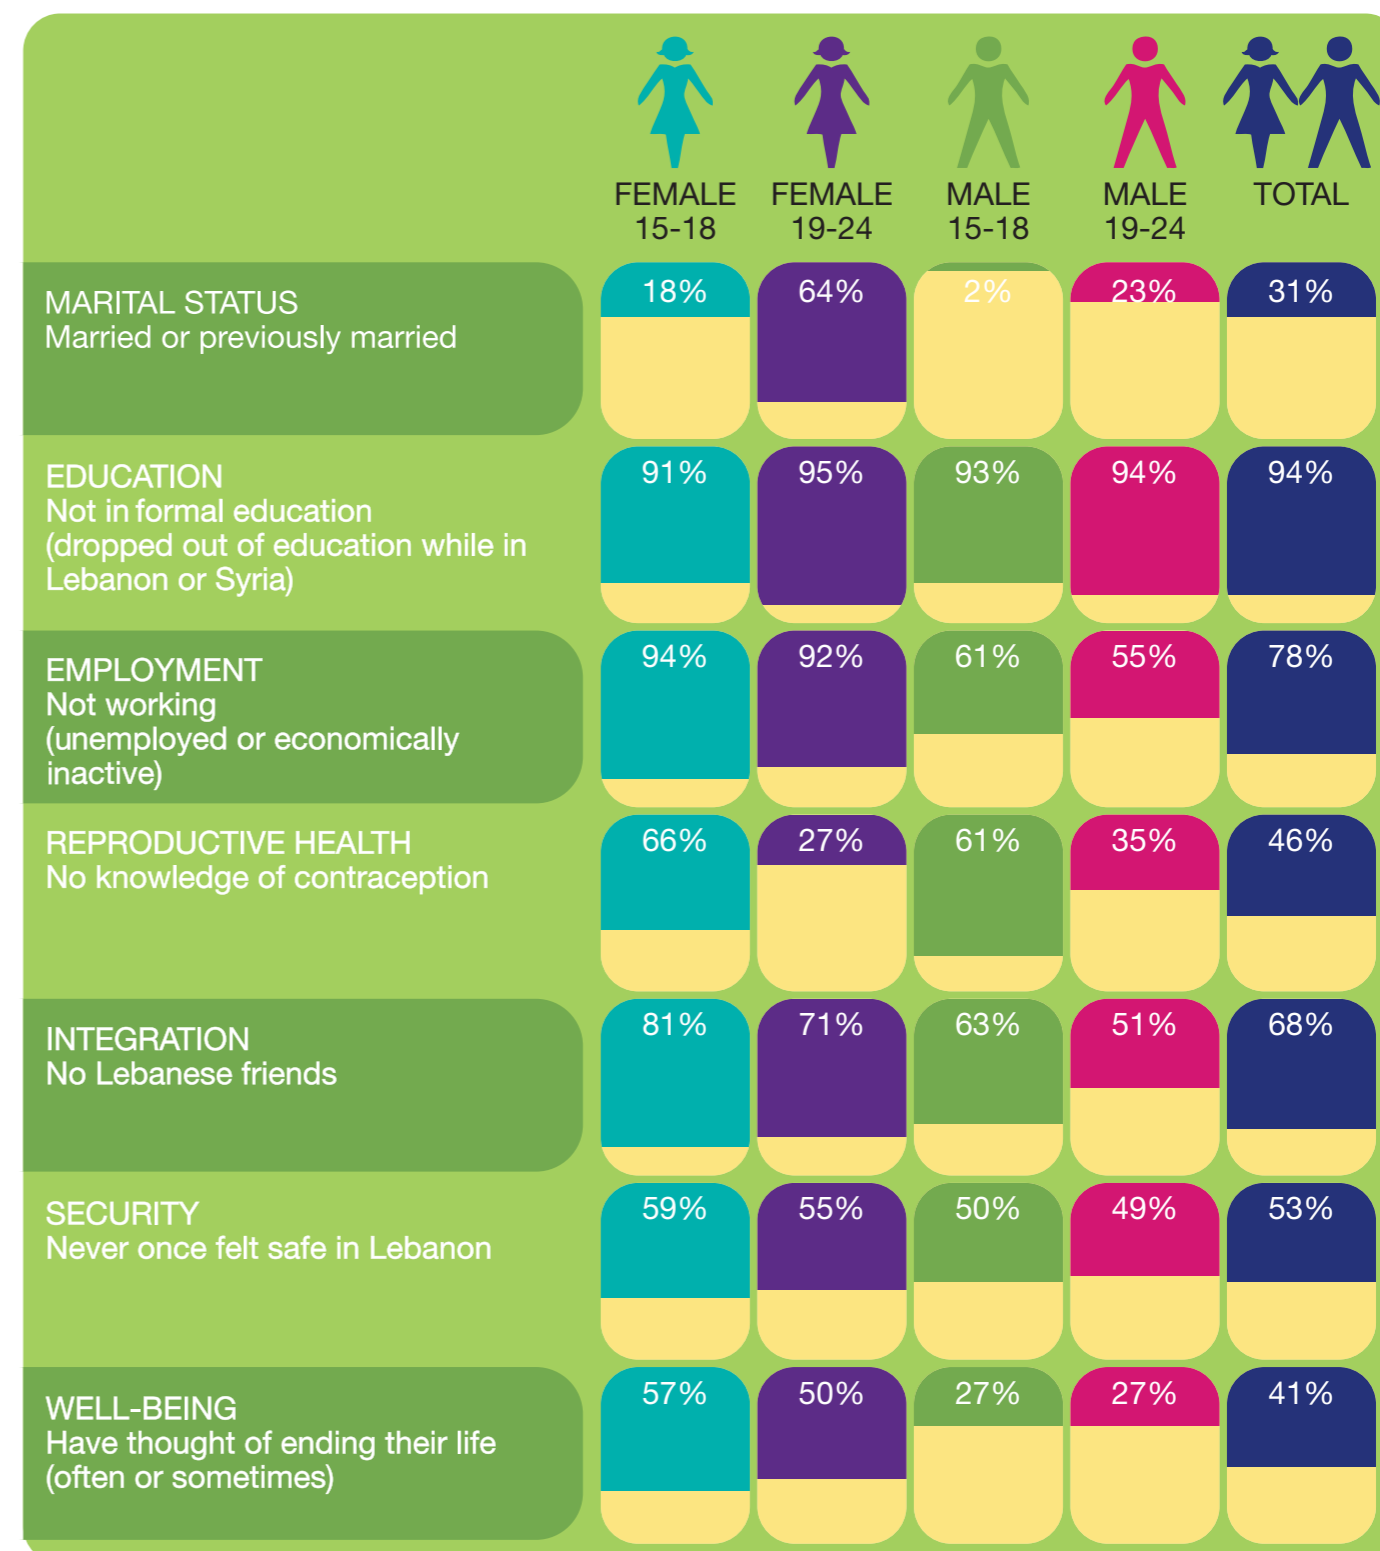 FEMALE FEMALE MALE MALE TOTAL
15-18 19-24 15-18 19-24
MARITAL STATUS
Married or previously married
18% 64% 2% 23% 31%
EDUCATION
Not in formal education
(dropped out of education while in
Lebanon or Syria)
91% 95% 93% 94% 94%
EMPLOYMENT
Not working
(unemployed or economically
inactive)
94% 92% 61% 55% 78%
REPRODUCTIVE HEALTH
No knowledge of contraception
66% 27% 61% 35% 46%
INTEGRATION
No Lebanese friends
81% 71% 63% 51% 68%
SECURITY
Never once felt safe in Lebanon
59% 55% 50% 49% 53%
WELL-BEING
Have thought of ending their life
(often or sometimes)
57% 50% 27% 27% 41%